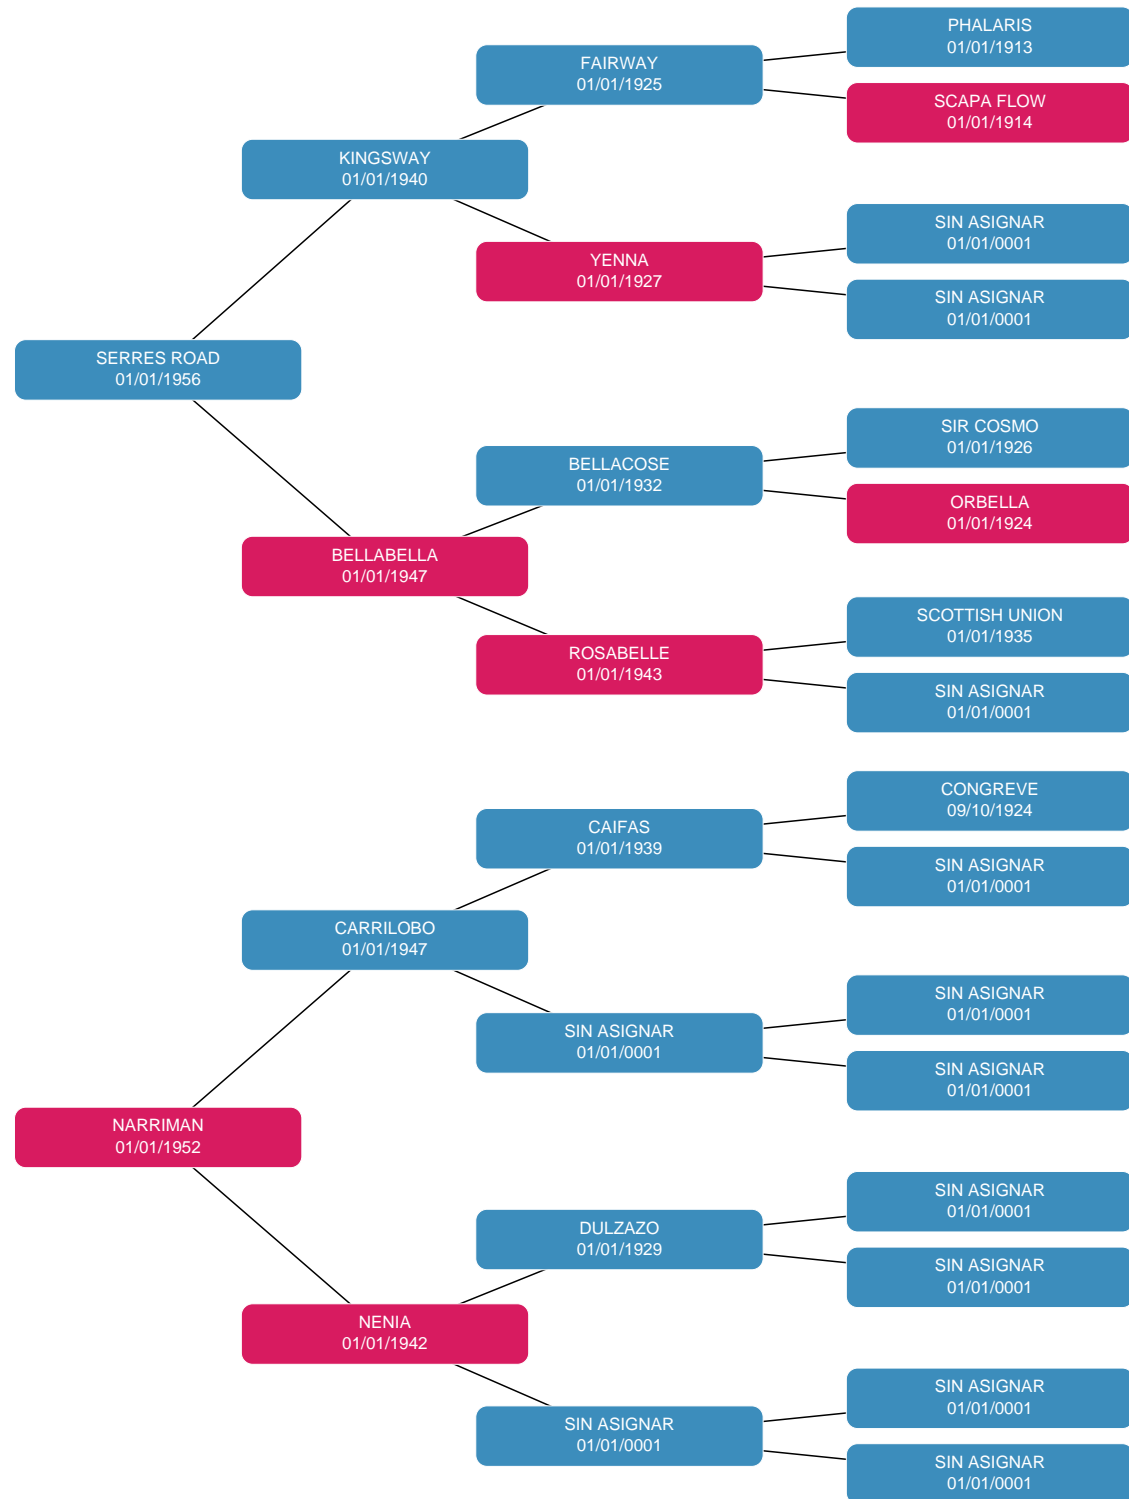 PHALARIS
01/01/1913
FAIRWAY
01/01/1925
SCAPA FLOW
01/01/1914
KINGSWAY
01/01/1940
SIN ASIGNAR
01/01/0001
YENNA
01/01/1927
SIN ASIGNAR
01/01/0001
SERRES ROAD
01/01/1956
SIR COSMO
01/01/1926
BELLACOSE
01/01/1932
ORBELLA
01/01/1924
BELLABELLA
01/01/1947
SCOTTISH UNION
01/01/1935
ROSABELLE
01/01/1943
SIN ASIGNAR
01/01/0001
CONGREVE
09/10/1924
CAIFAS
01/01/1939
SIN ASIGNAR
01/01/0001
CARRILOBO
01/01/1947
SIN ASIGNAR
01/01/0001
SIN ASIGNAR
01/01/0001
SIN ASIGNAR
01/01/0001
NARRIMAN
01/01/1952
SIN ASIGNAR
01/01/0001
DULZAZO
01/01/1929
SIN ASIGNAR
01/01/0001
NENIA
01/01/1942
SIN ASIGNAR
01/01/0001
SIN ASIGNAR
01/01/0001
SIN ASIGNAR
01/01/0001